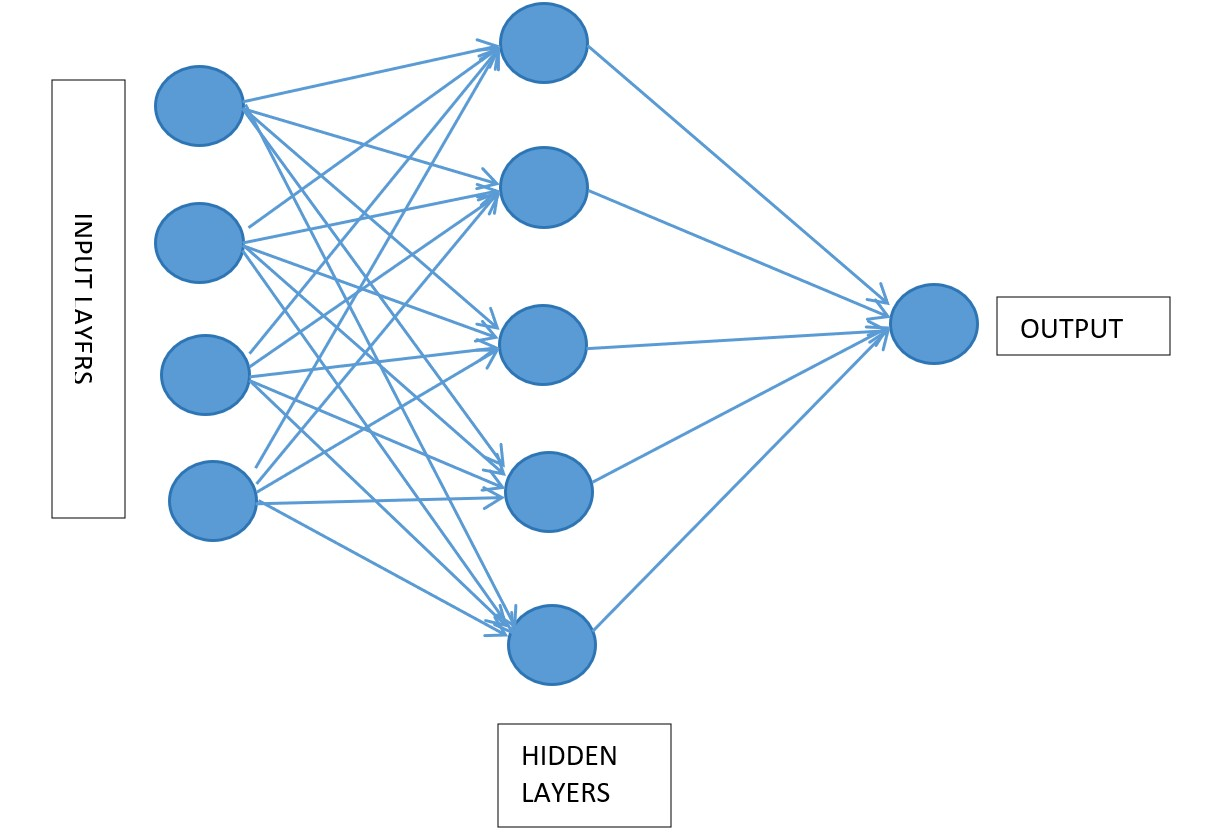 INPUT LAYERS
OUTPUT
HIDDEN
LAYERS